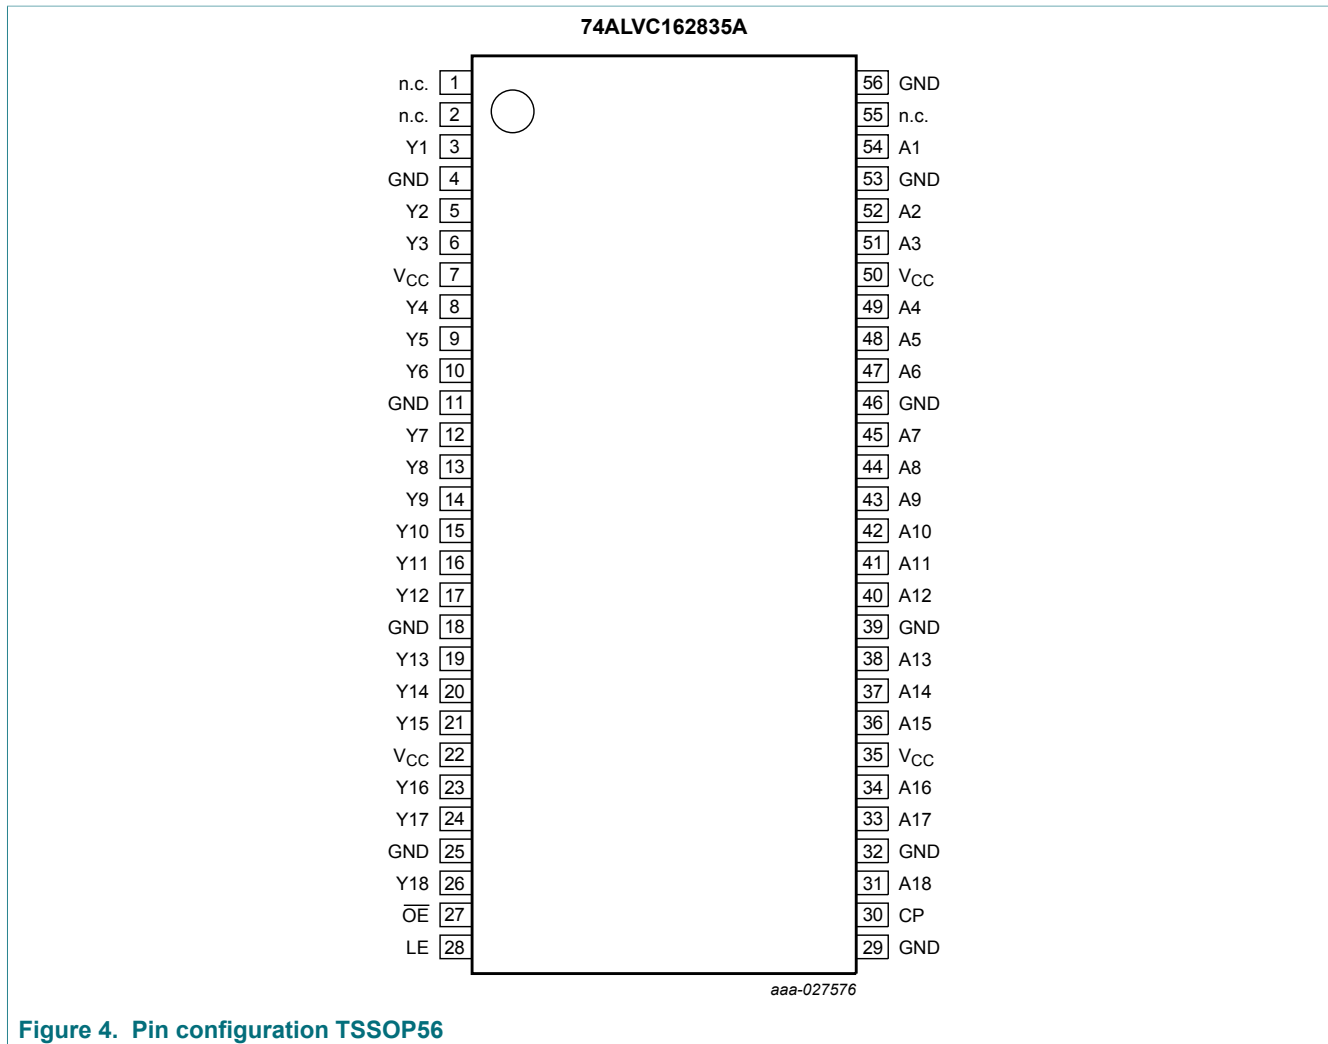 74ALVC162835A
n.c. 1 56 GND
n.c. 2 55 n.c.
Y1 3 54 A1
GND 4 53 GND
Y2 5 52 A2
Y3 6 51 A3
VCC 7 50 VCC
Y4 8 49 A4
Y5 9 48 A5
Y6 10 47 A6
GND 11 46 GND
Y7 12 45 A7
Y8 13 44 A8
Y9 14 43 A9
Y10 15 42 A10
Y11 16 41 A11
Y12 17 40 A12
GND 18 39 GND
Y13 19 38 A13
Y14 20 37 A14
Y15 21 36 A15
VCC 22 35 VCC
Y16 23 34 A16
Y17 24 33 A17
GND 25 32 GND
Y18 26 31 A18
O̅E̅ 27 30 CP
LE 28 29 GND
aaa-027576
Figure 4. Pin configuration TSSOP56